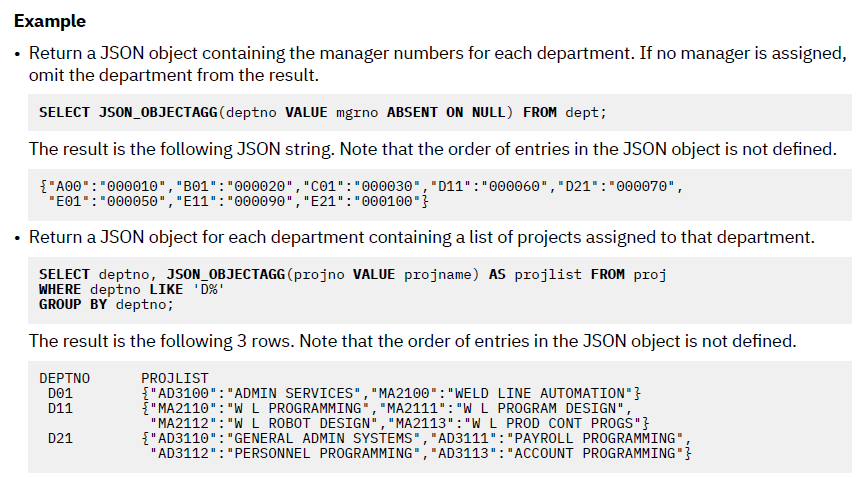 Example
• Return a JSON object containing the manager numbers for each department. If no manager is assigned,
omit the department from the result.
SELECT JSON_OBJECTAGG(deptno VALUE mgrno ABSENT ON NULL) FROM dept;
The result is the following JSON string. Note that the order of entries in the JSON object is not defined.
{"A00":"000010","B01":"000020","C01":"000030","D11":"000060","D21":"000070",
"E01":"000050","E11":"000090","E21":"000100"}
• Return a JSON object for each department containing a list of projects assigned to that department.
SELECT deptno, JSON_OBJECTAGG(projno VALUE projname) AS projlist FROM proj
WHERE deptno LIKE 'D%'
GROUP BY deptno;
The result is the following 3 rows. Note that the order of entries in the JSON object is not defined.
DEPTNO PROJLIST
D01 {"AD3100":"ADMIN SERVICES","MA2100":"WELD LINE AUTOMATION"}
D11 {"MA2110":"W L PROGRAMMING","MA2111":"W L PROGRAM DESIGN",
"MA2112":"W L ROBOT DESIGN","MA2113":"W L PROD CONT PROGS"}
D21 {"AD3110":"GENERAL ADMIN SYSTEMS","AD3111":"PAYROLL PROGRAMMING",
"AD3112":"PERSONNEL PROGRAMMING","AD3113":"ACCOUNT PROGRAMMING"}